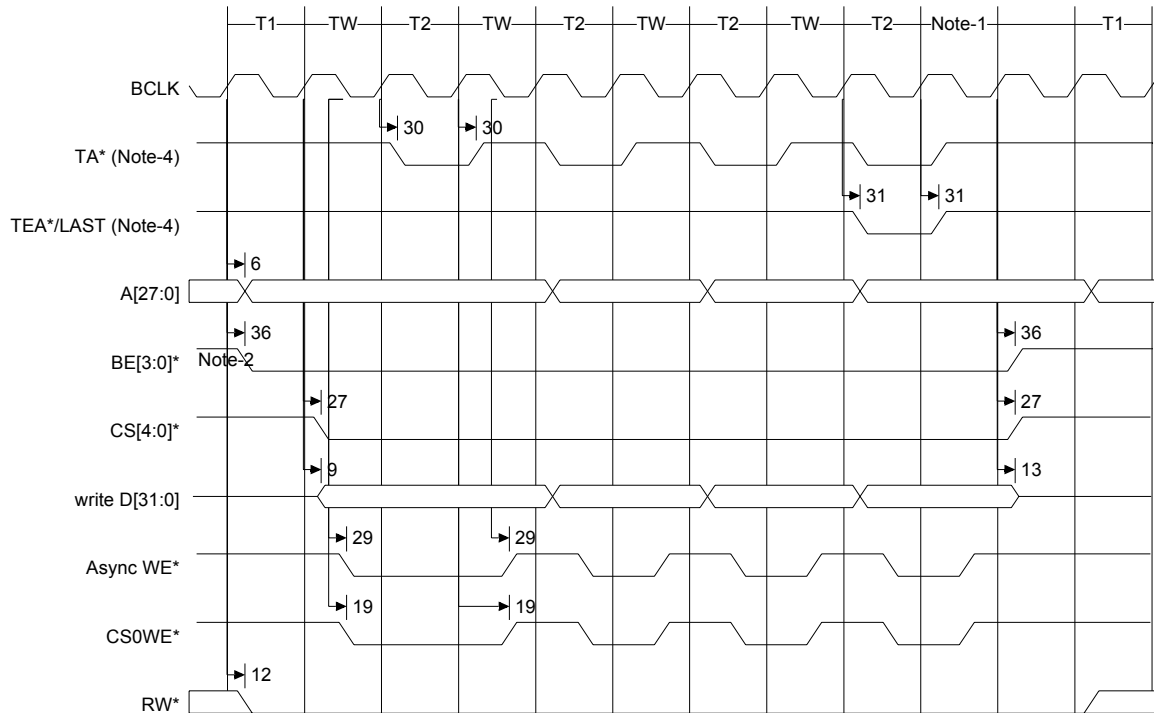 T1 TW T2 TW T2 TW T2 TW T2 Note-1 T1
BCLK
30 30
TA* (Note-4)
31 31
TEA*/LAST (Note-4)
6
A[27:0]
36 36
BE[3:0]* Note-2
27 27
CS[4:0]*
9 13
write D[31:0]
29 29
Async WE*
19 19
CS0WE*
12
RW*